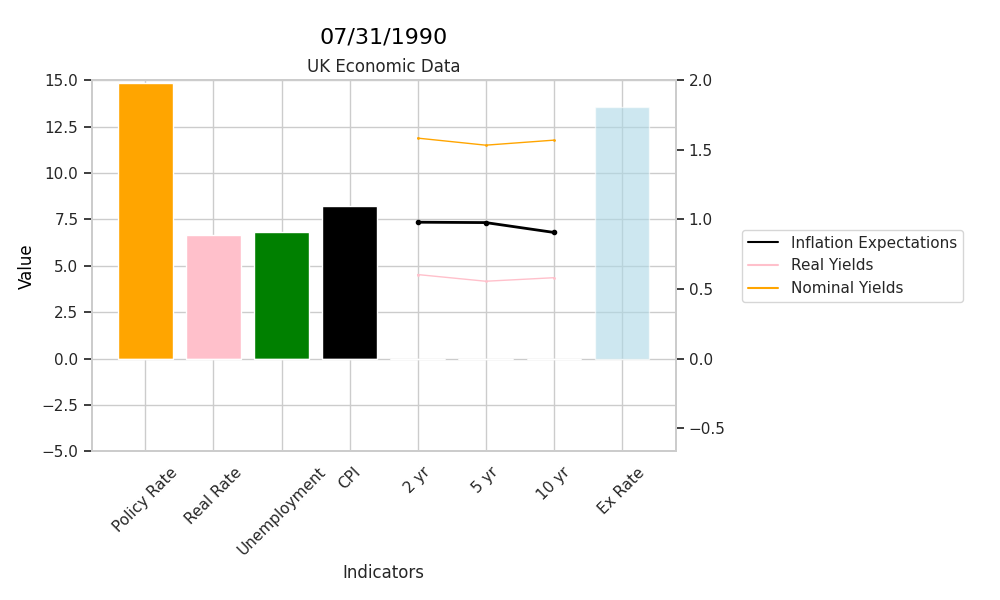 07/31/1990
UK Economic Data
15.0
12.5
10.0
7.5
5.0
2.5
0.0
−2.5
−5.0
Value
2.0
1.5
1.0
0.5
0.0
−0.5
Inflation Expectations
Real Yields
Nominal Yields
Policy Rate
Real Rate
Unemployment
CPI
2 yr
5 yr
10 yr
Ex Rate
Indicators